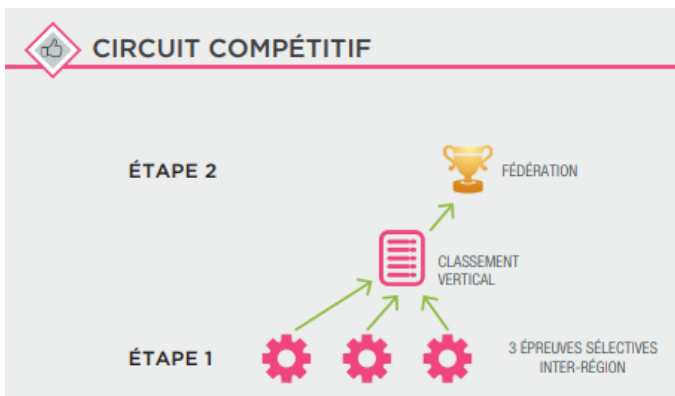 CIRCUIT COMPÉTITIF
ÉTAPE 2
FÉDÉRATION
CLASSEMENT
VERTICAL
ÉTAPE 1
3 ÉPREUVES SÉLECTIVES
INTER-RÉGION